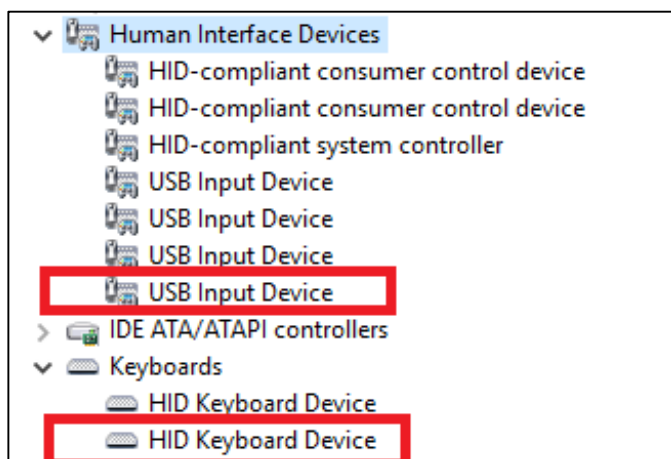 Human Interface Devices
HID-compliant consumer control device
HID-compliant consumer control device
HID-compliant system controller
USB Input Device
USB Input Device
USB Input Device
USB Input Device
IDE ATA/ATAPI controllers
Keyboards
HID Keyboard Device
HID Keyboard Device